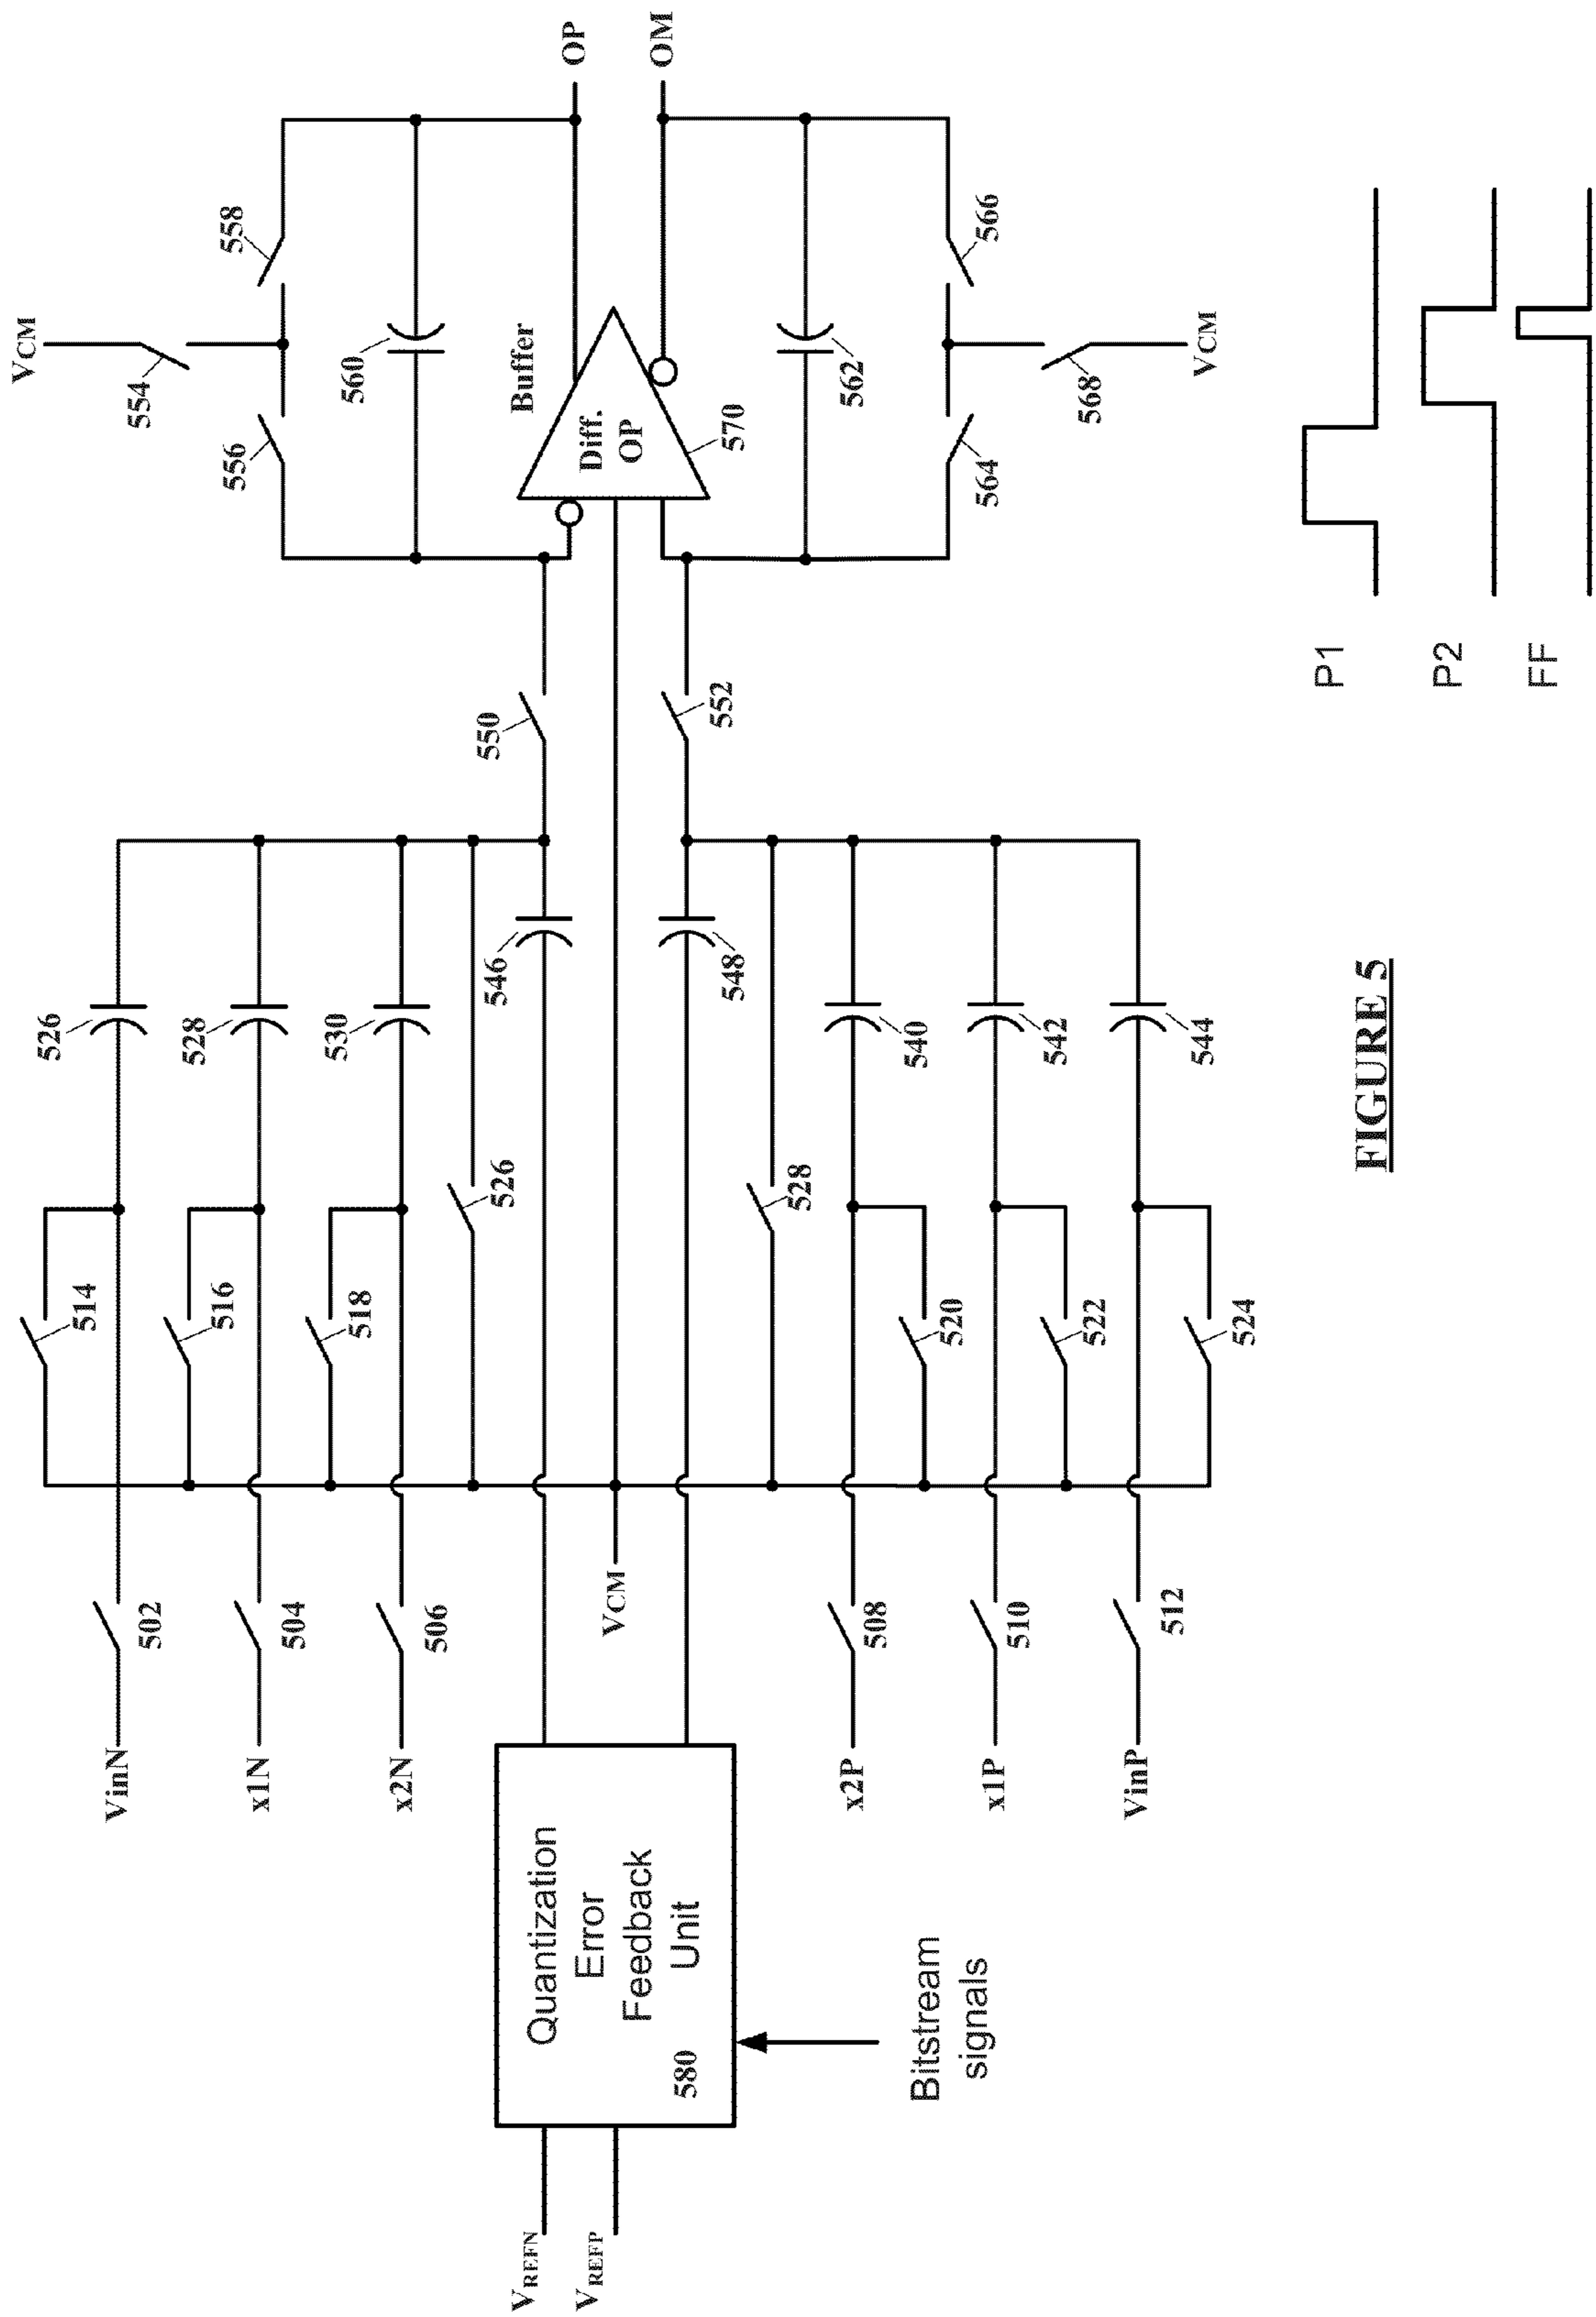 VCM
554
556
558
560
Buffer
Diff.
OP
570
OP
OM
562
564
566
568
VCM
550
552
526
528
530
526
546
548
528
540
542
544
514
516
518
520
522
524
502
504
506
VCM
508
510
512
VinN
x1N
x2N
x2P
x1P
VinP
Quantization
Error
Feedback
Unit
580
Bitstream
signals
VREFN
VREFP
P1
P2
FF
FIGURE 5